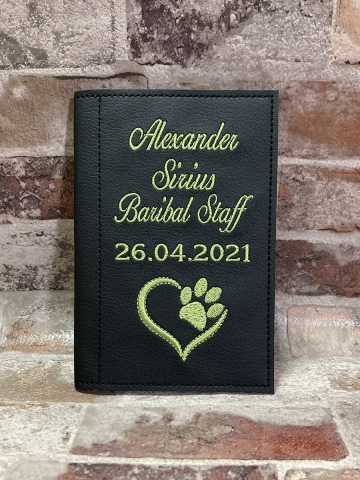 Alexander
Sirius
Baribal Staff
26.04.2021